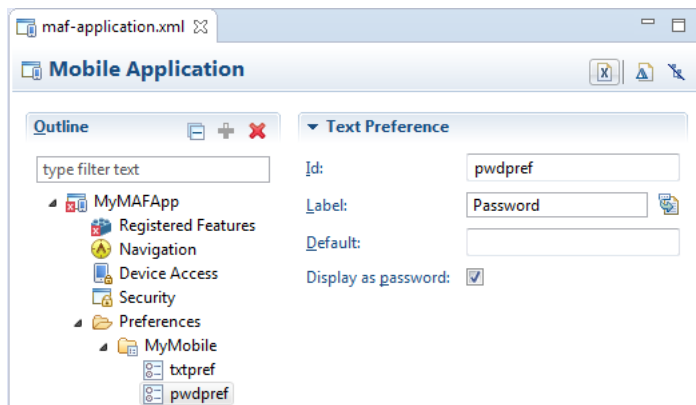 maf-application.xml
Mobile Application
Outline
type filter text
MyMAFApp
Registered Features
Navigation
Device Access
Security
Preferences
MyMobile
txtpref
pwdpref
Text Preference
Id: pwdpref
Label: Password
Default:
Display as password: